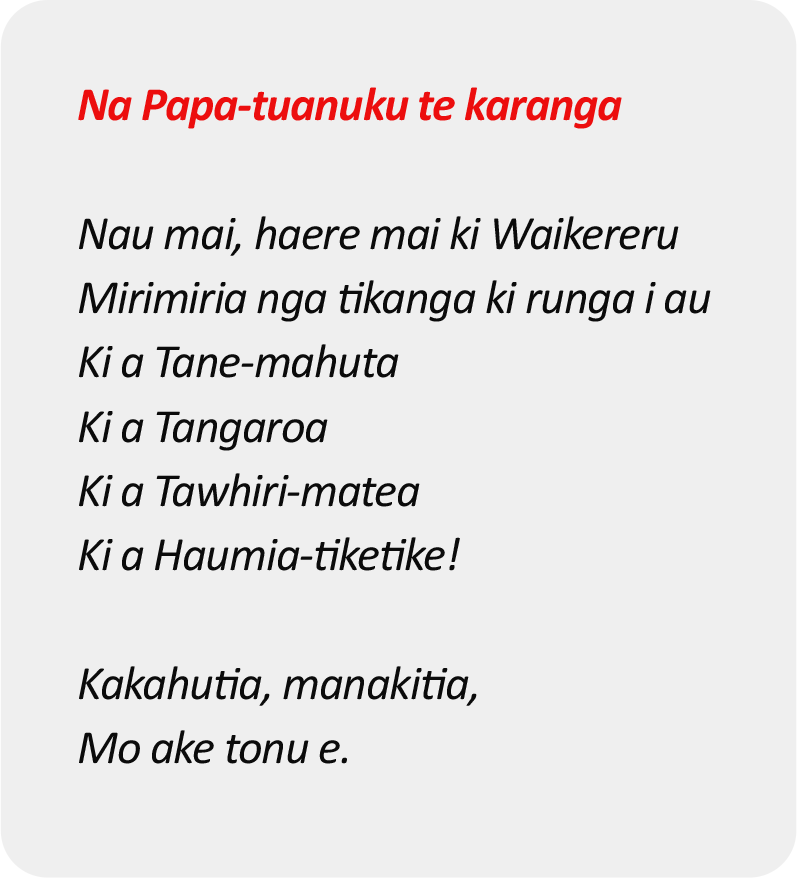 Na Papa-tuanuku te karanga
Nau mai, haere mai ki Waikereru
Mirimiria nga tikanga ki runga i au
Ki a Tane-mahuta
Ki a Tangaroa
Ki a Tawhiri-matea
Ki a Haumia-tiketike!
Kakahutia, manakitia,
Mo ake tonu e.